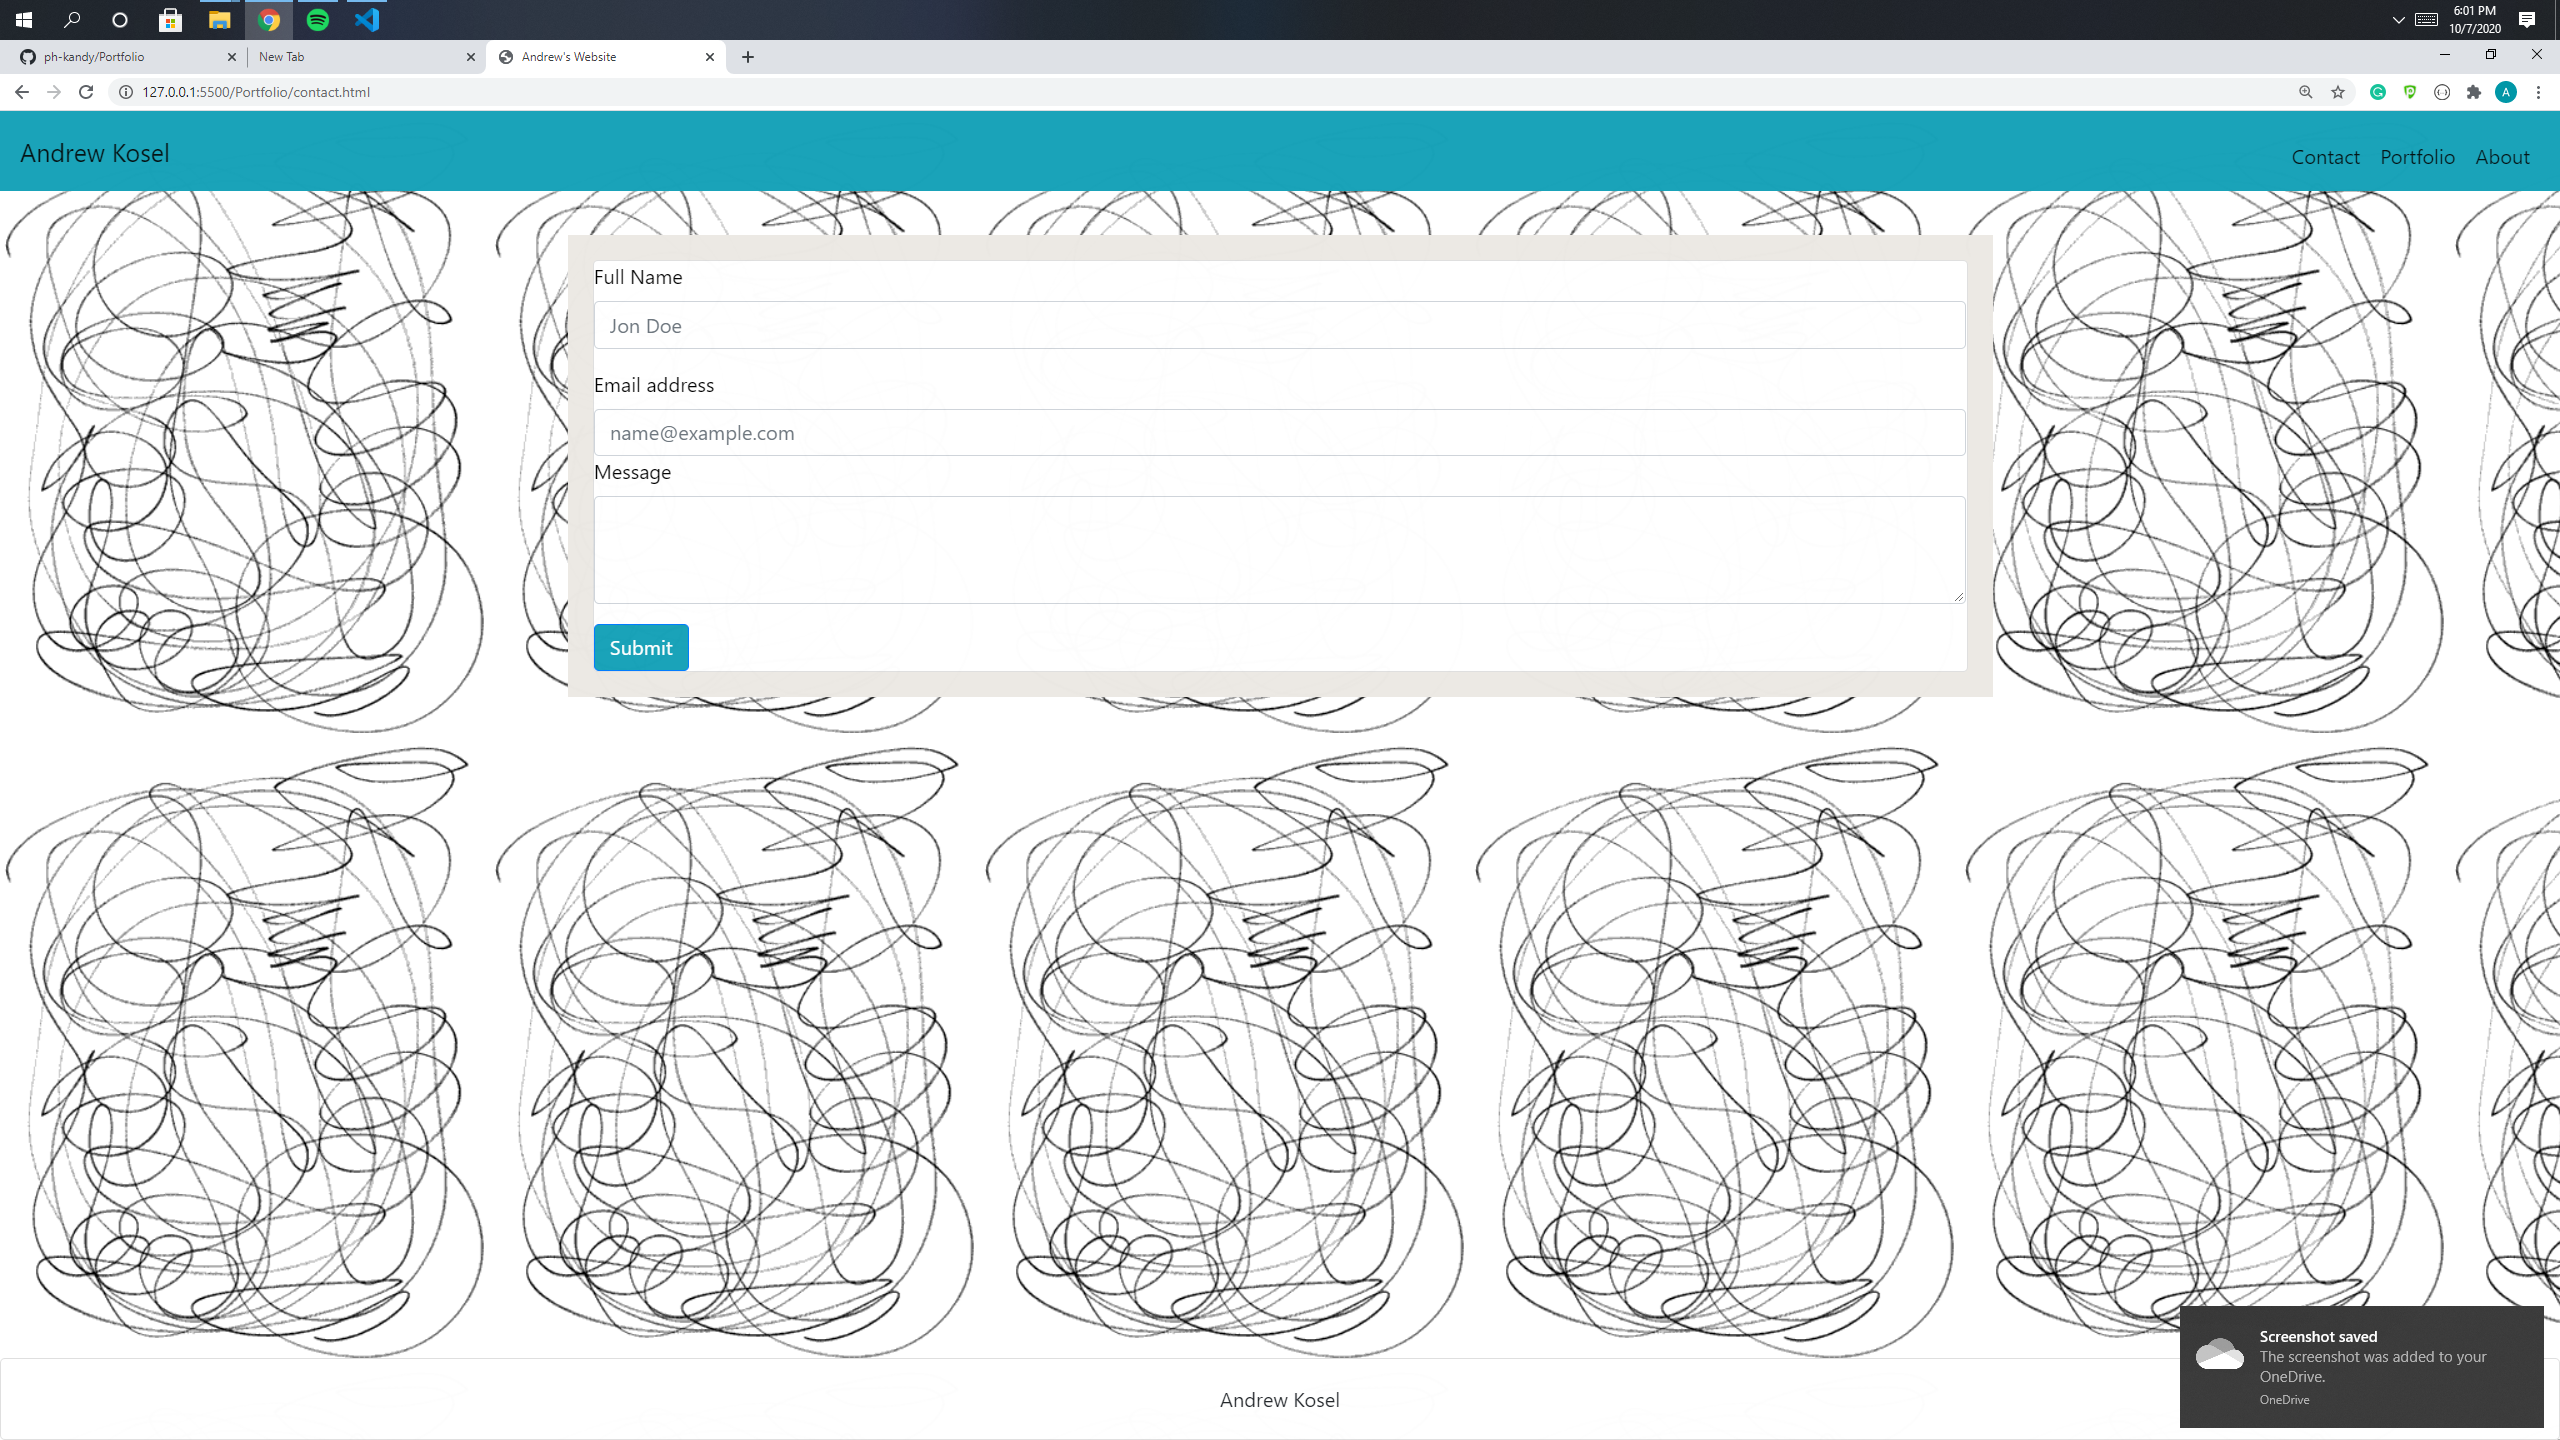 6:01 PM
10/7/2020
ph-kandy/Portfolio
New Tab
Andrew's Website
127.0.0.1:5500/Portfolio/contact.html
A
Andrew Kosel
Contact
Portfolio
About
Full Name
Jon Doe
Email address
name@example.com
Message
Submit
Screenshot saved
The screenshot was added to your
OneDrive.
OneDrive
Andrew Kosel